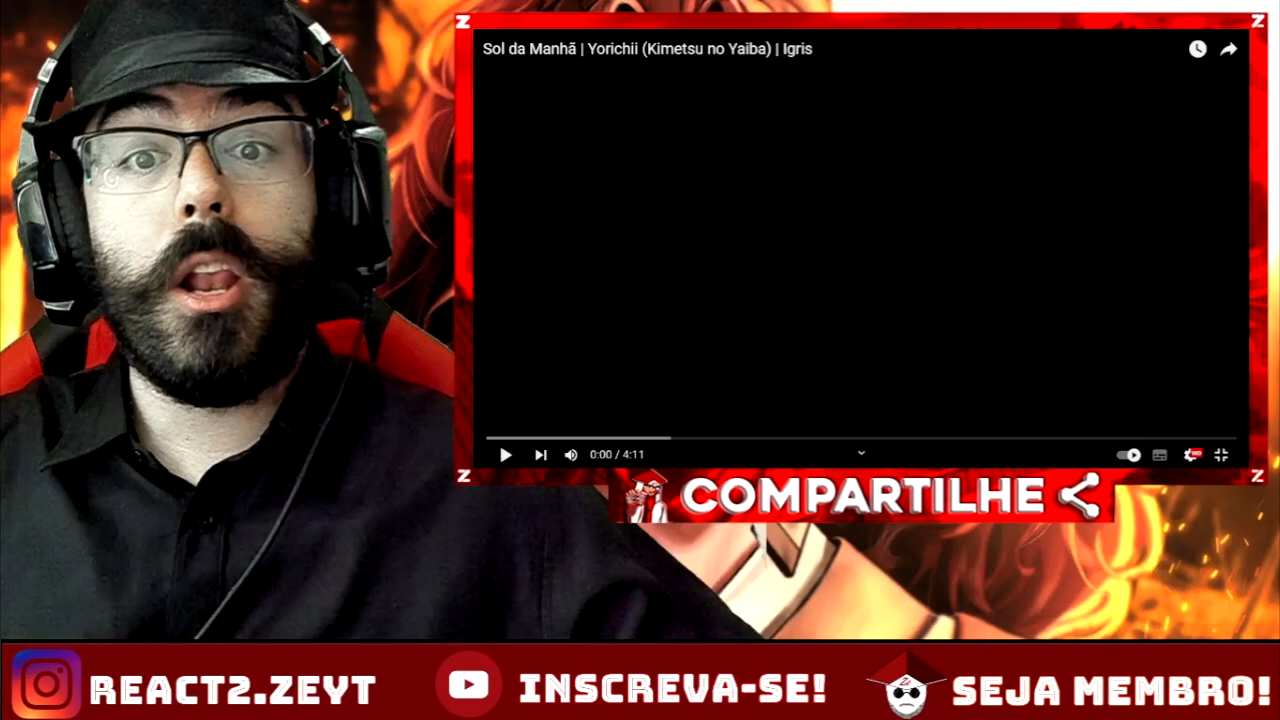 Z
Z
Sol da Manhã | Yorichii (Kimetsu no Yaiba) | Igris
0:00 / 4:11
HD
Z
Z
COMPARTILHE
REACT2.ZEYT
INSCREVA-SE!
Z
SEJA MEMBRO!